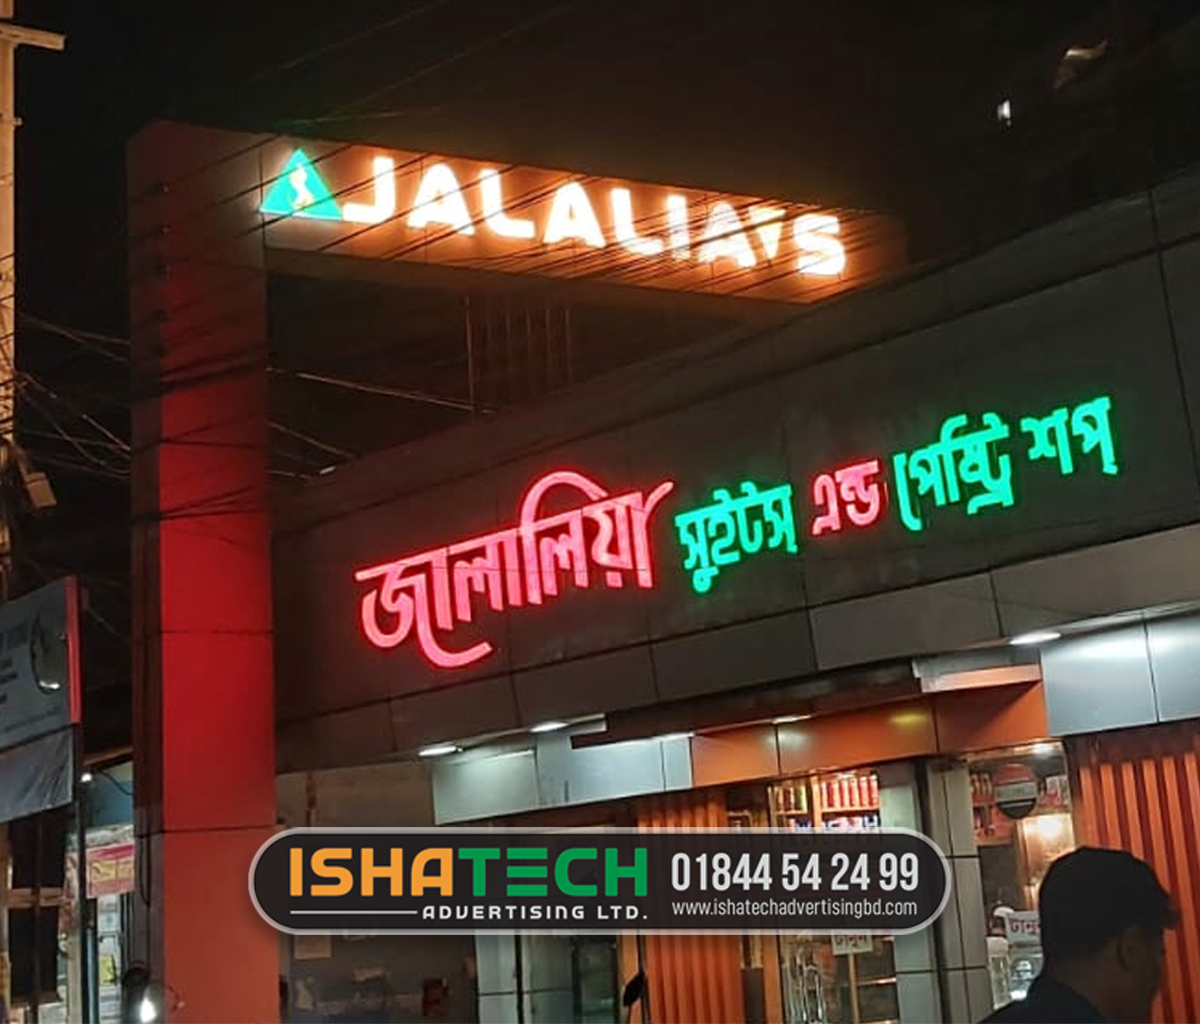 JALALIA'S
জালালিয়া সুইটস্ এন্ড পেষ্ট্রি শপ্
ISHATECH
ADVERTISING LTD.
01844 54 24 99
www.ishatechadvertisingbd.com